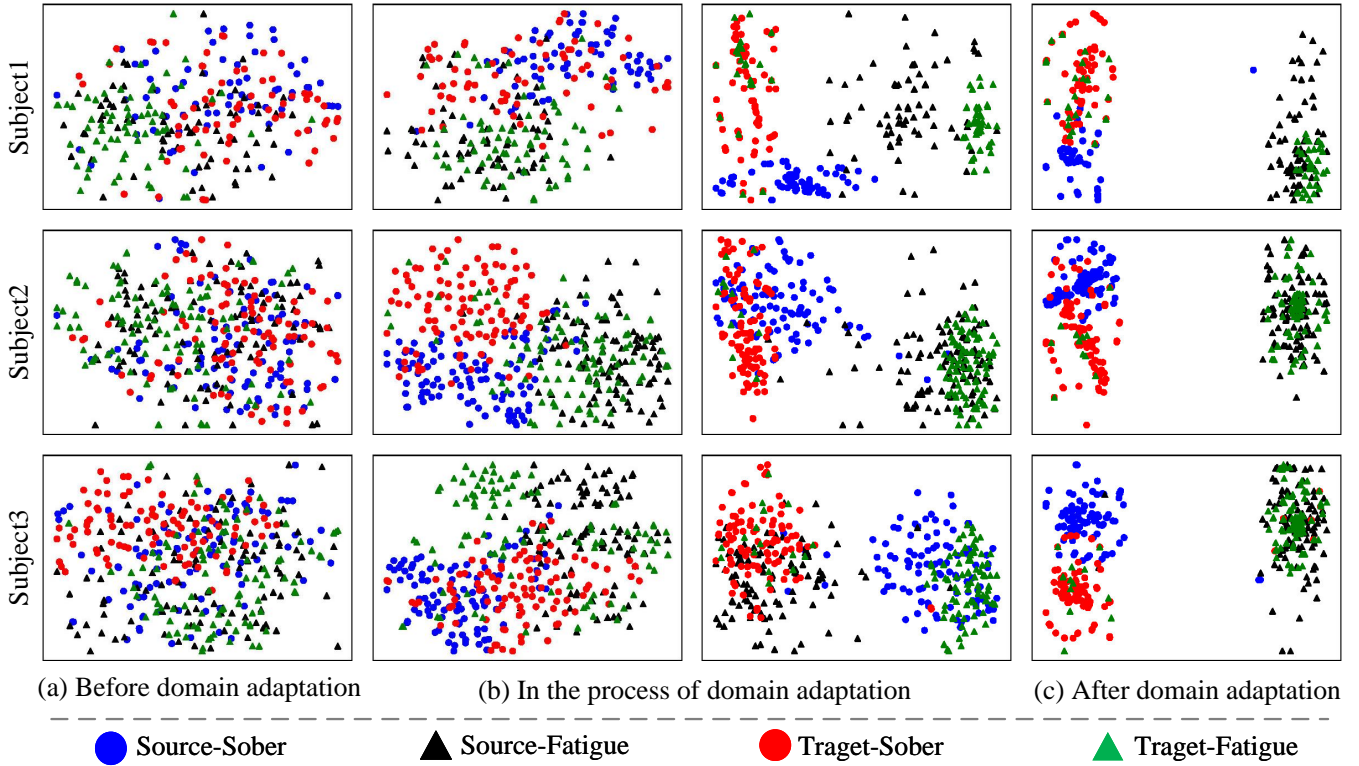 Subject1
Subject2
Subject3
(a) Before domain adaptation
(b) In the process of domain adaptation
(c) After domain adaptation
Source-Sober
Source-Fatigue
Traget-Sober
Traget-Fatigue